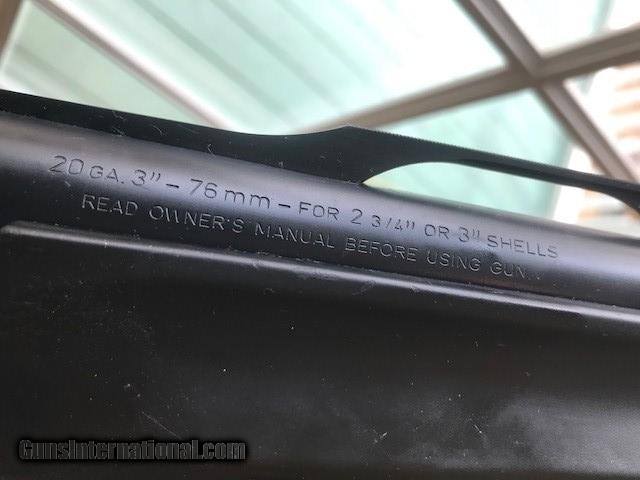 20 GA. 3" - 76 mm - FOR 2 3/4" OR 3" SHELLS
READ OWNER'S MANUAL BEFORE USING GUN.
GunsInternational.com